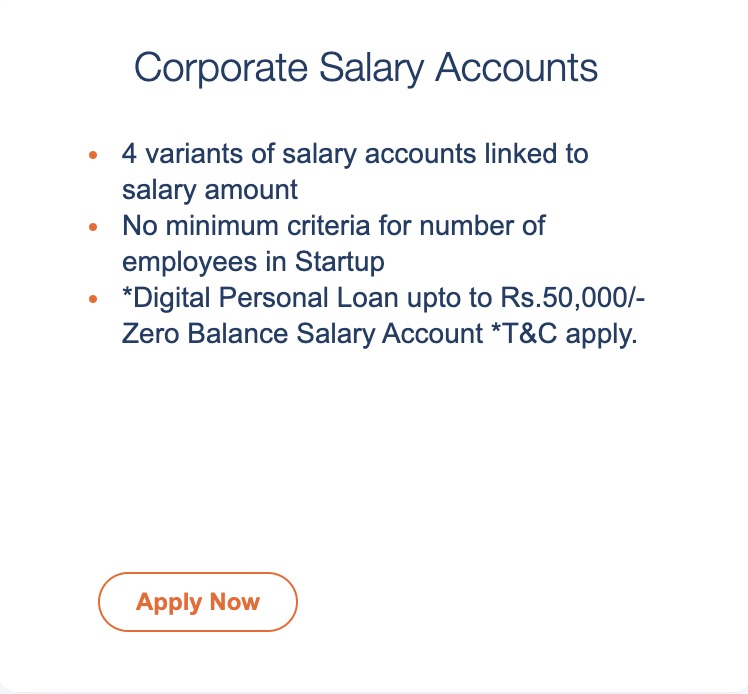 Corporate Salary Accounts
• 4 variants of salary accounts linked to
salary amount
• No minimum criteria for number of
employees in Startup
• *Digital Personal Loan upto to Rs.50,000/-
Zero Balance Salary Account *T&C apply.
Apply Now